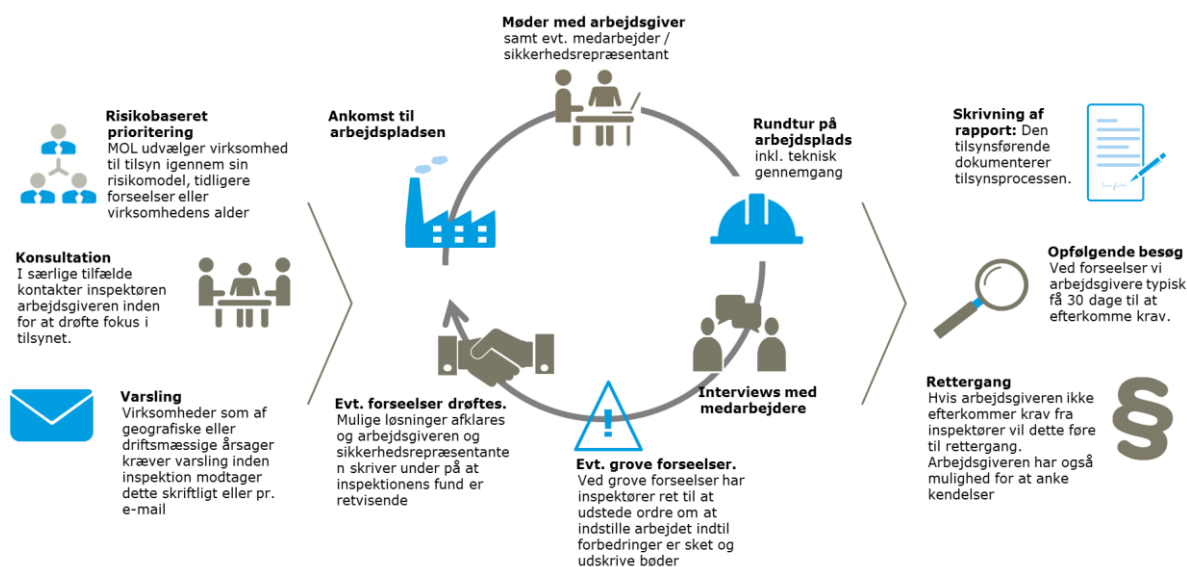 Risikobaseret
prioritering
MOL udvælger virksomhed
til tilsyn igennem sin
risikomodel, tidligere
forseelser eller
virksomhedens alder
Konsultation
I særlige tilfælde
kontakter inspektøren
arbejdsgiveren inden
for at drøfte fokus i
tilsynet.
Varsling
Virksomheder som af
geografiske eller
driftsmæssige årsager
kræver varsling inden
inspektion modtager
dette skriftligt eller pr.
e-mail
Ankomst til
arbejdspladsen
Møder med arbejdsgiver
samt evt. medarbejder /
sikkerhedsrepræsentant
Rundtur på
arbejdsplads
inkl. teknisk
gennemgang
Interviews med
medarbejdere
Evt. grove forseelser.
Ved grove forseelser har
inspektører ret til at
udstede ordre om at
indstille arbejdet indtil
forbedringer er sket og
udskrive bøder
Evt. forseelser drøftes.
Mulige løsninger afklares
og arbejdsgiveren og
sikkerhedsrepræsentante
n skriver under på at
inspektionens fund er
retvisende
Skrivning af
rapport: Den
tilsynsførende
dokumenterer
tilsynsprocessen.
Opfølgende besøg
Ved forseelser vi
arbejdsgivere typisk
få 30 dage til at
efterkomme krav.
Rettergang
Hvis arbejdsgiveren ikke
efterkommer krav fra
inspektører vil dette føre
til rettergang.
Arbejdsgiveren har også
mulighed for at anke
kendelser